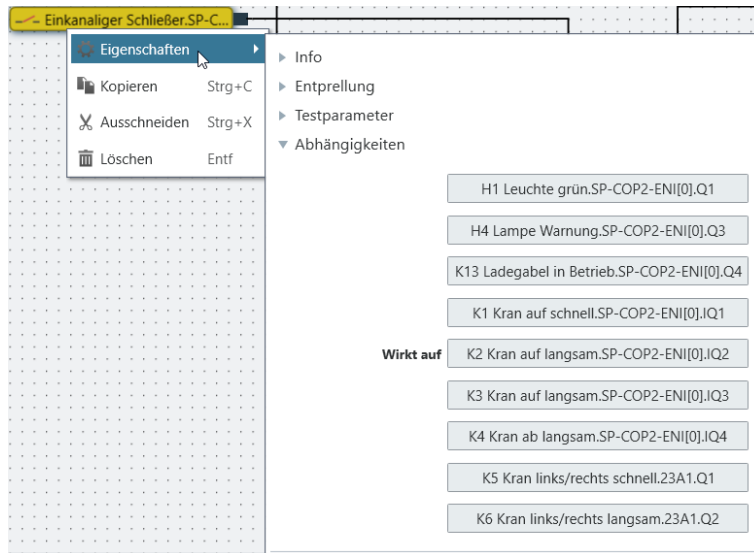 Einkanaliger Schließer.SP-C...
Eigenschaften
Kopieren Strg+C
Ausschneiden Strg+X
Löschen Entf
Info
Entprellung
Testparameter
Abhängigkeiten
H1 Leuchte grün.SP-COP2-ENI[0].Q1
H4 Lampe Warnung.SP-COP2-ENI[0].Q3
K13 Ladegabel in Betrieb.SP-COP2-ENI[0].Q4
K1 Kran auf schnell.SP-COP2-ENI[0].IQ1
Wirkt auf K2 Kran auf langsam.SP-COP2-ENI[0].IQ2
K3 Kran auf langsam.SP-COP2-ENI[0].IQ3
K4 Kran ab langsam.SP-COP2-ENI[0].IQ4
K5 Kran links/rechts schnell.23A1.Q1
K6 Kran links/rechts langsam.23A1.Q2